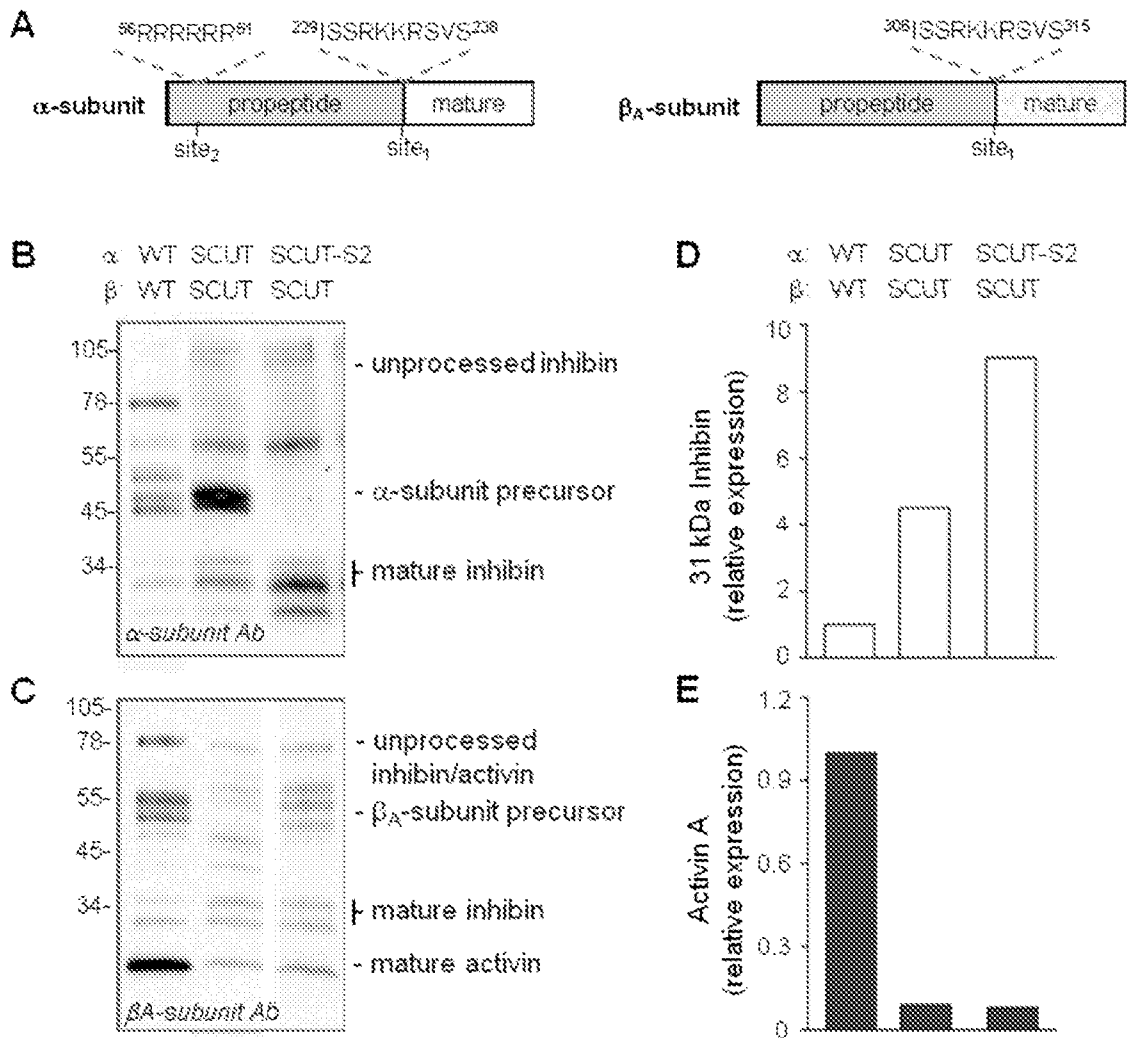 A
⁵⁶RRRRRR⁶¹
²²⁹ISSRKKRSVS²³⁸
α-subunit
propeptide
mature
site₂
site₁
³⁰⁶ISSRKKRSVS³¹⁵
βA-subunit
propeptide
mature
site₁
B
α: WT SCUT SCUT-S2
β: WT SCUT SCUT
105-
78-
55-
45-
34-
- unprocessed inhibin
- α-subunit precursor
mature inhibin
α-subunit Ab
C
105-
78-
55-
45-
34-
- unprocessed
inhibin/activin
- βA-subunit precursor
mature inhibin
- mature activin
βA-subunit Ab
D
α: WT SCUT SCUT-S2
β: WT SCUT SCUT
31 kDa Inhibin
(relative expression)
10
8
6
4
2
0
E
Activin A
(relative expression)
1.2
0.9
0.6
0.3
0